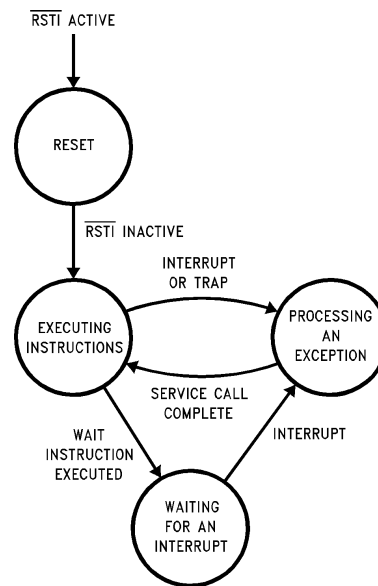 RSTI ACTIVE
RESET
RSTI INACTIVE
INTERRUPT
OR TRAP
EXECUTING
INSTRUCTIONS
PROCESSING
AN
EXCEPTION
SERVICE CALL
COMPLETE
WAIT
INSTRUCTION
EXECUTED
INTERRUPT
WAITING
FOR AN
INTERRUPT